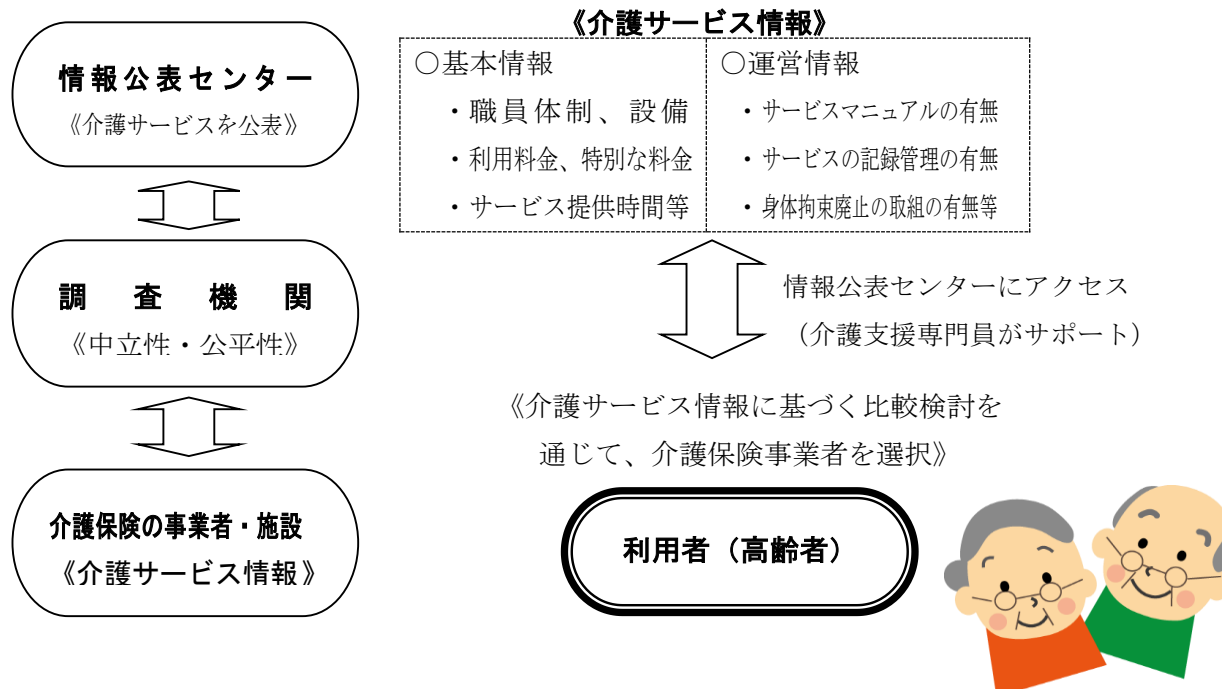 情報公表センター
《介護サービスを公表》
調査機関
《中立性・公平性》
介護保険の事業者・施設
《介護サービス情報》
《介護サービス情報》
○基本情報
・職員体制、設備
・利用料金、特別な料金
・サービス提供時間等
○運営情報
・サービスマニュアルの有無
・サービスの記録管理の有無
・身体拘束廃止の取組の有無等
情報公表センターにアクセス
（介護支援専門員がサポート）
《介護サービス情報に基づく比較検討を
通じて、介護保険事業者を選択》
利用者（高齢者）